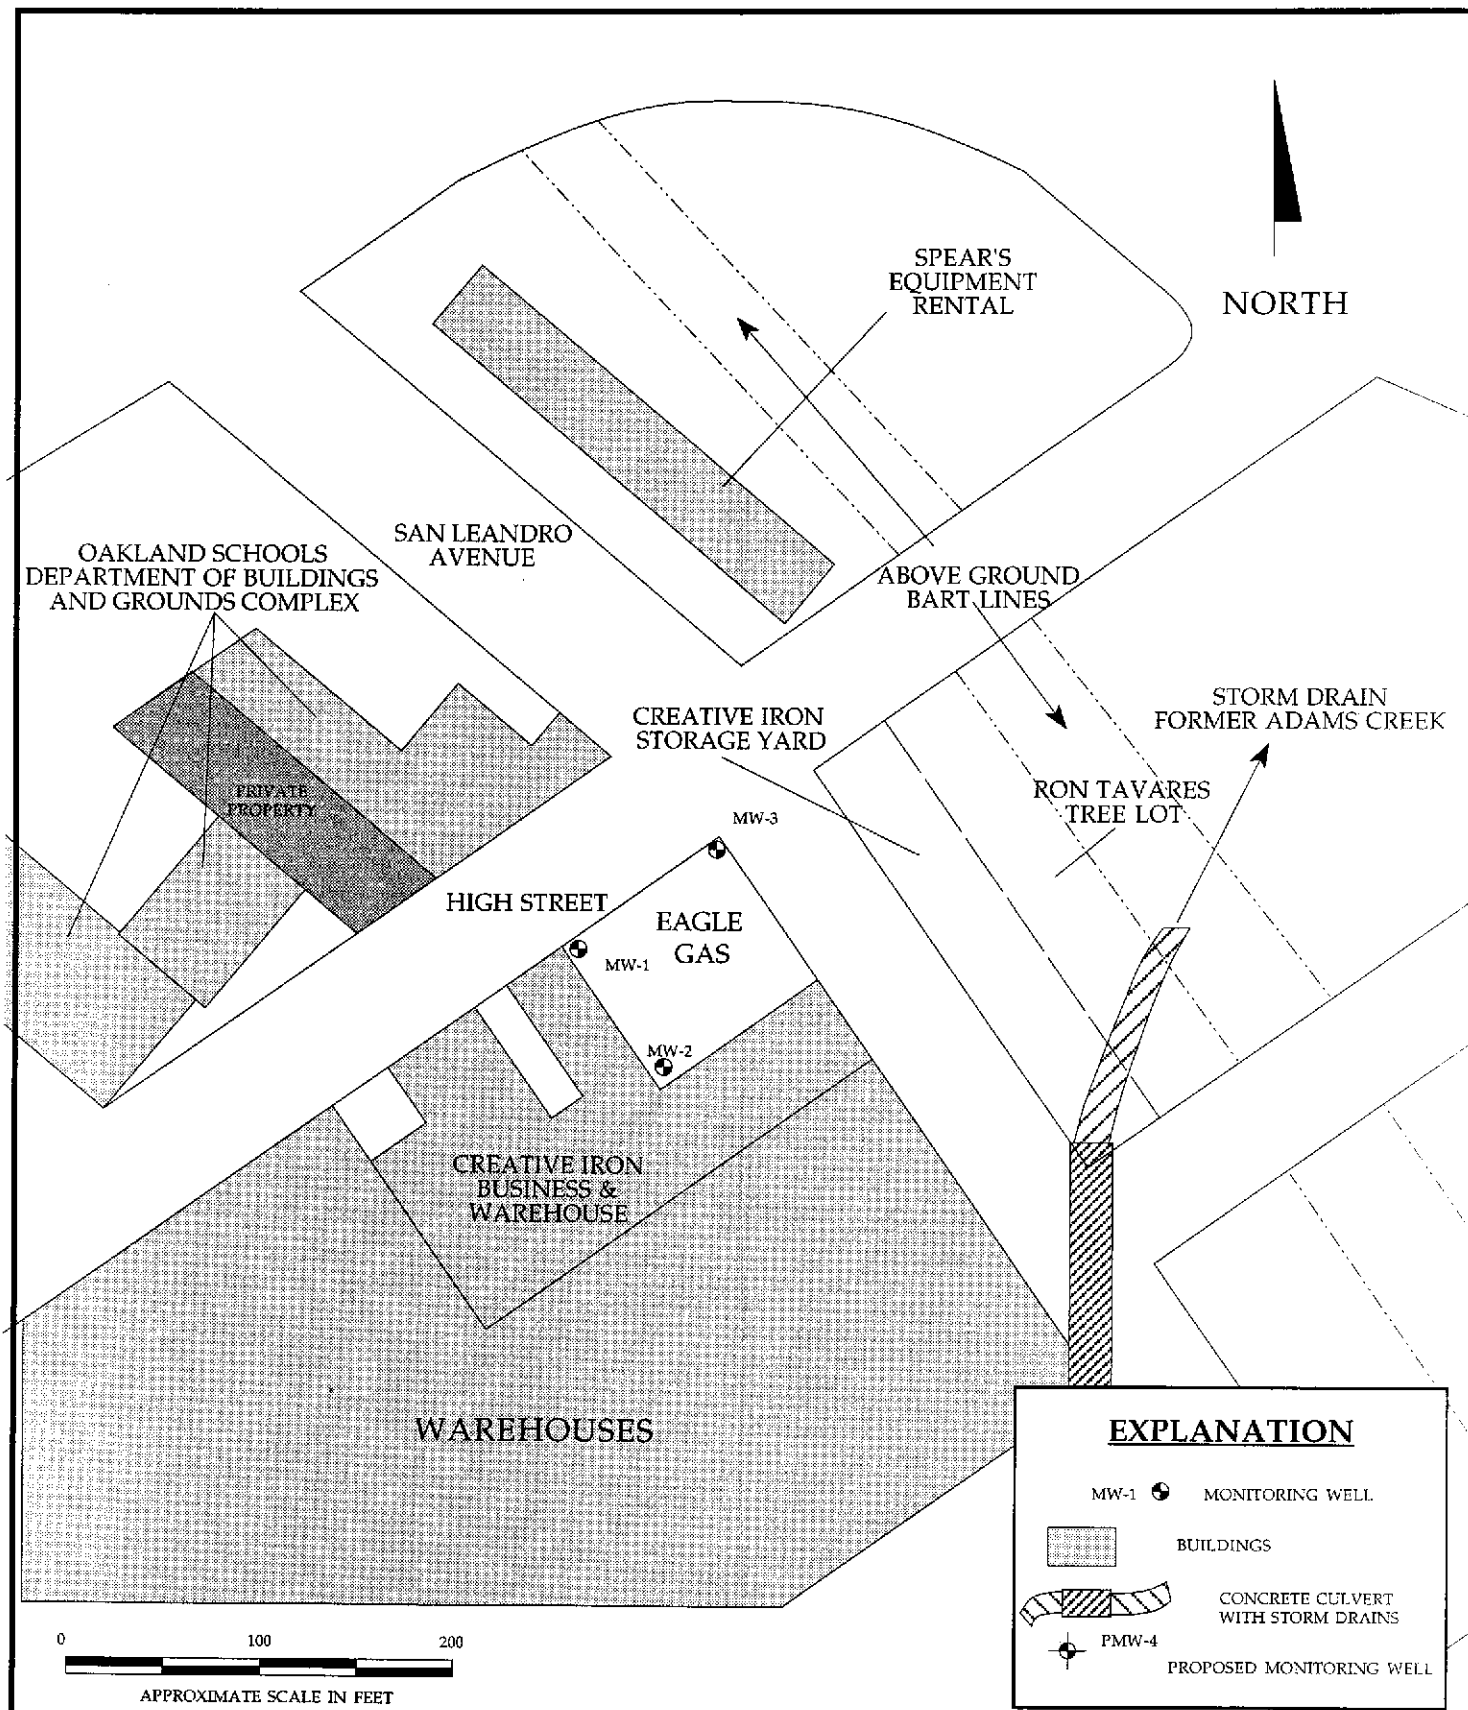 SPEAR'S
EQUIPMENT
RENTAL
NORTH
SAN LEANDRO
AVENUE
OAKLAND SCHOOLS
DEPARTMENT OF BUILDINGS
AND GROUNDS COMPLEX
ABOVE GROUND
BART LINES
STORM DRAIN
FORMER ADAMS CREEK
CREATIVE IRON
STORAGE YARD
PRIVATE
PROPERTY
RON TAVARES
TREE LOT
MW-3
HIGH STREET
EAGLE
GAS
MW-1
MW-2
CREATIVE IRON
BUSINESS &
WAREHOUSE
WAREHOUSES
EXPLANATION
MW-1 MONITORING WELL
BUILDINGS
CONCRETE CULVERT
WITH STORM DRAINS
PMW-4
PROPOSED MONITORING WELL
0 100 200
APPROXIMATE SCALE IN FEET